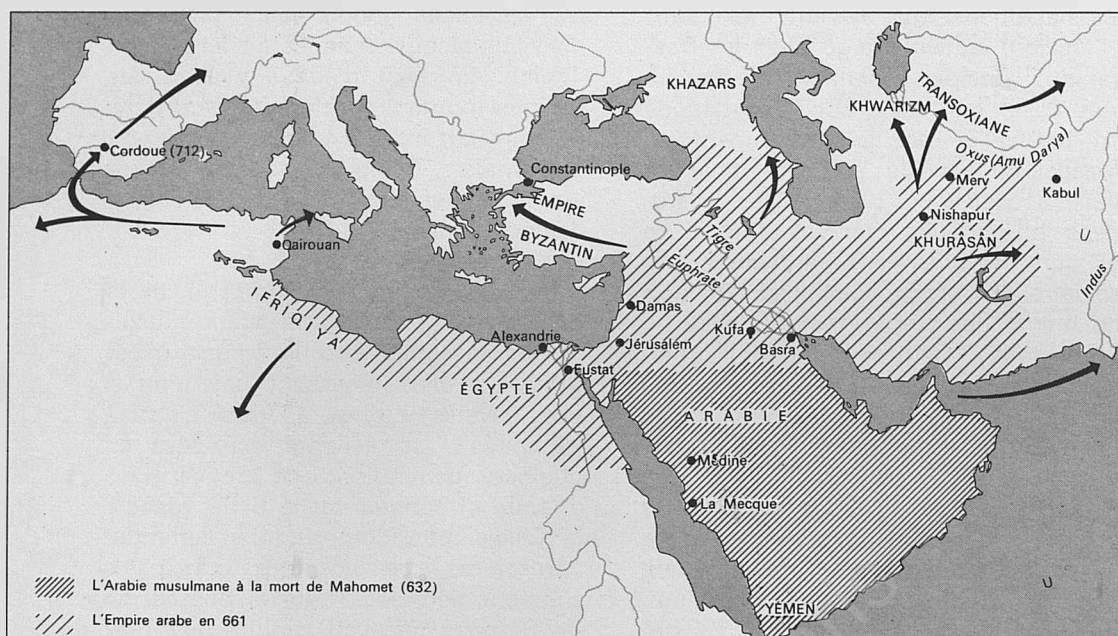 KHAZARS
KHWARIZM
TRANSOXIANE
Oxus (Amu Darya)
Cordoue (712)
Constantinople
Merv
Kabul
EMPIRE
BYZANTIN
Nishapur
KHURÂSÂN
Qairouan
Tigre
Euphrate
Indus
IFRIQIYA
Damas
Alexandrie
Jérusalem
Kufa
Basra
Fustat
ÉGYPTE
ARABIE
Médine
La Mecque
YÉMEN
L'Arabie musulmane à la mort de Mahomet (632)
L'Empire arabe en 661